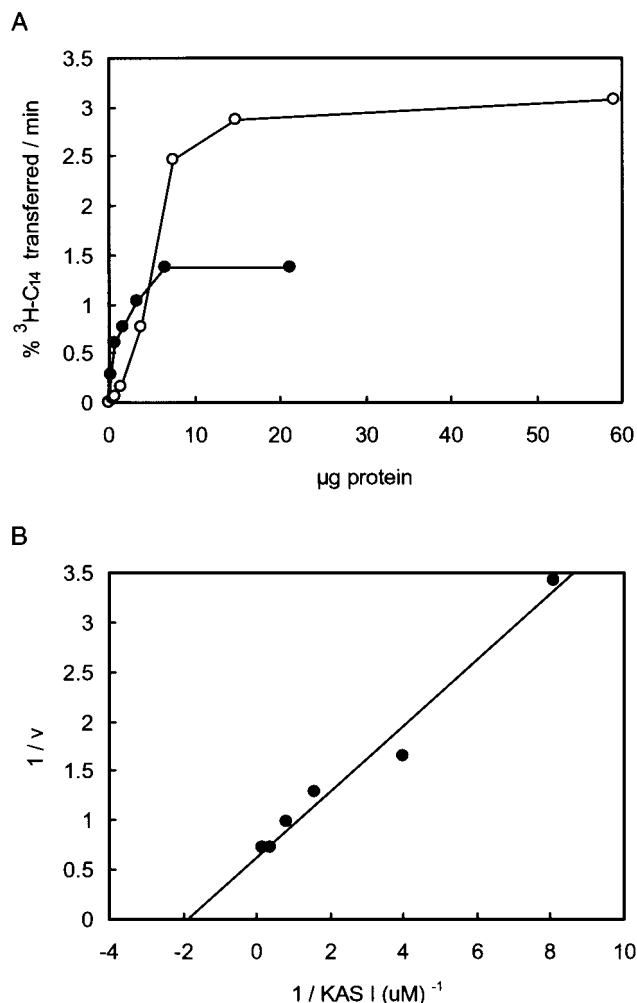 A
3.5
3
2.5
2
1.5
1
0.5
0
% ³H-C₁₄ transferred / min
0 10 20 30 40 50 60
µg protein
B
3.5
3
2.5
2
1.5
1
0.5
0
1 / v
-4 -2 0 2 4 6 8 10
1 / KAS I (uM) ⁻¹